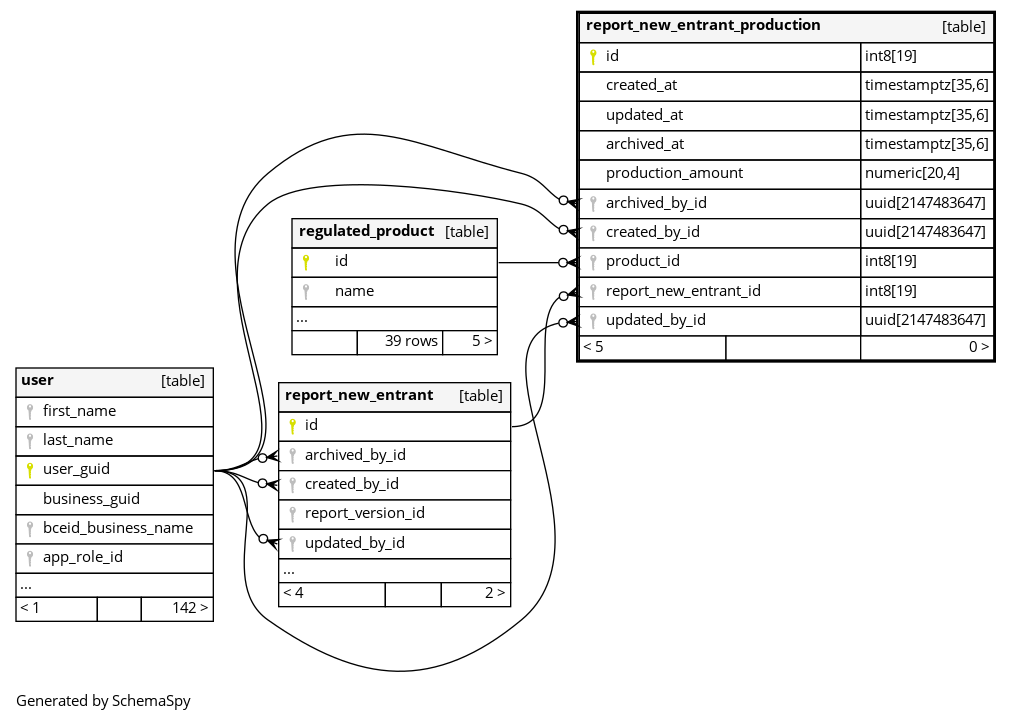 report_new_entrant_production [table]
id int8[19]
created_at timestamptz[35,6]
updated_at timestamptz[35,6]
archived_at timestamptz[35,6]
production_amount numeric[20,4]
archived_by_id uuid[2147483647]
created_by_id uuid[2147483647]
product_id int8[19]
report_new_entrant_id int8[19]
updated_by_id uuid[2147483647]
< 5 0 >
regulated_product [table]
id
name
...
39 rows 5 >
user [table]
first_name
last_name
user_guid
business_guid
bceid_business_name
app_role_id
...
< 1 142 >
report_new_entrant [table]
id
archived_by_id
created_by_id
report_version_id
updated_by_id
...
< 4 2 >
Generated by SchemaSpy